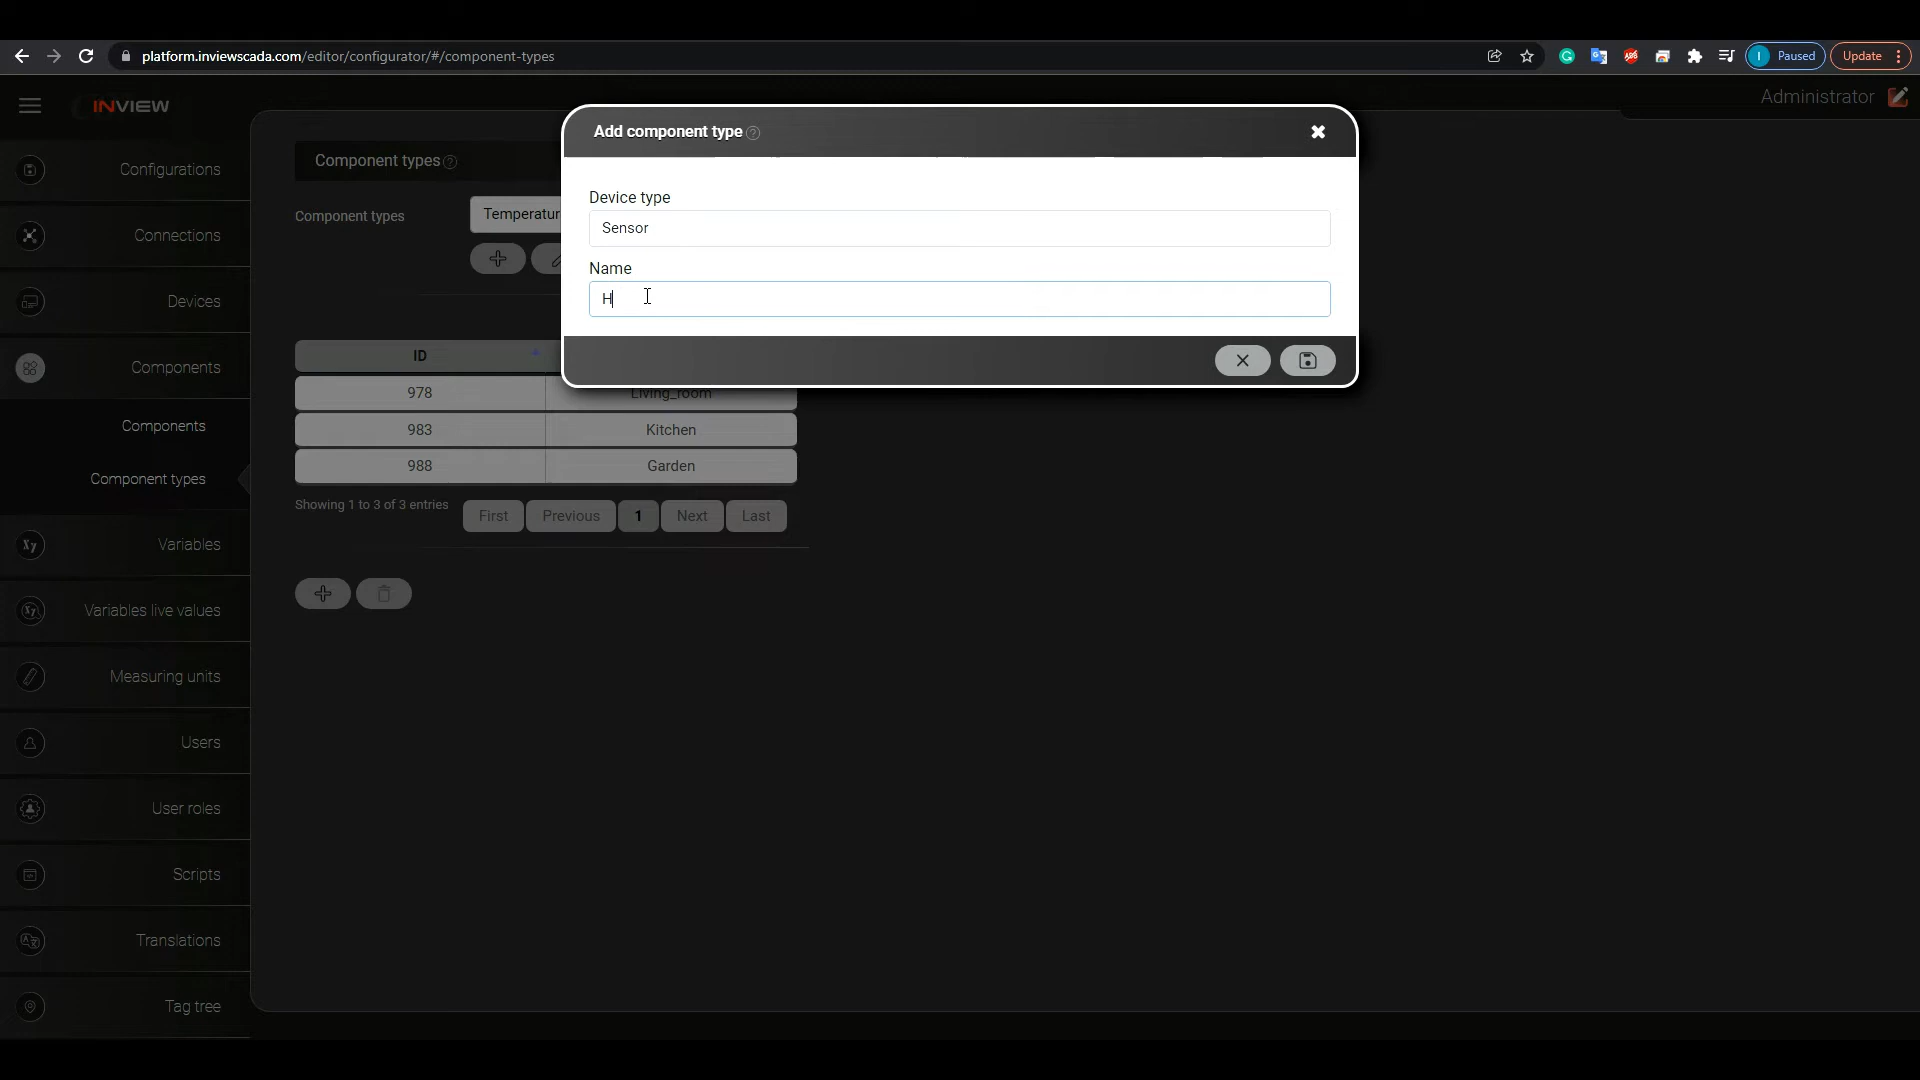 platform.inviewscada.com/editor/configurator/#/component-types
I Paused
Update
INVIEW
Administrator
Configurations
Connections
Devices
Components
Components
Component types
Variables
Variables live values
Measuring units
Users
User roles
Scripts
Translations
Tag tree
Component types
Component types
Temperatur
ID
978 Living_room
983 Kitchen
988 Garden
Showing 1 to 3 of 3 entries
First Previous 1 Next Last
Add component type
Device type
Sensor
Name
H